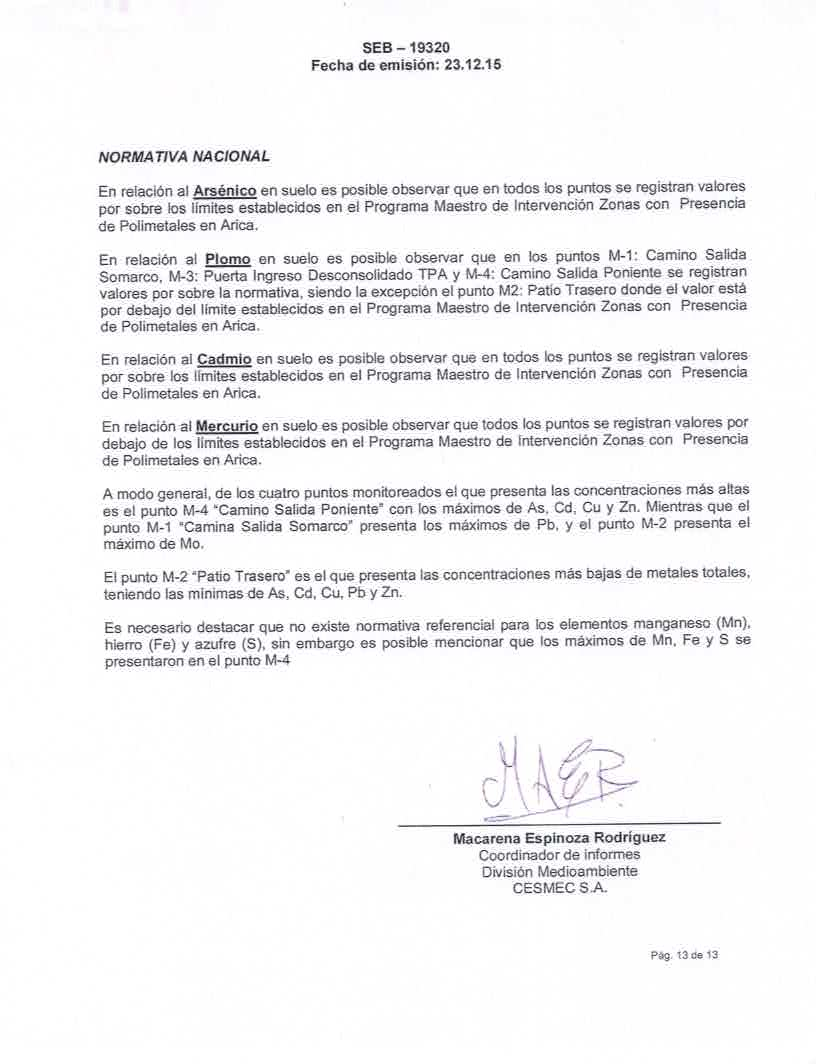 SEB – 19320
Fecha de emisión: 23.12.15
NORMATIVA NACIONAL
En relación al Arsénico en suelo es posible observar que en todos los puntos se registran valores
por sobre los límites establecidos en el Programa Maestro de Intervención Zonas con Presencia
de Polimetales en Arica.
En relación al Plomo en suelo es posible observar que en los puntos M-1: Camino Salida
Somarco, M-3: Puerta Ingreso Desconsolidado TPA y M-4: Camino Salida Poniente se registran
valores por sobre la normativa, siendo la excepción el punto M2: Patio Trasero donde el valor está
por debajo del límite establecidos en el Programa Maestro de Intervención Zonas con Presencia
de Polimetales en Arica.
En relación al Cadmio en suelo es posible observar que en todos los puntos se registran valores
por sobre los límites establecidos en el Programa Maestro de Intervención Zonas con Presencia
de Polimetales en Arica.
En relación al Mercurio en suelo es posible observar que todos los puntos se registran valores por
debajo de los límites establecidos en el Programa Maestro de Intervención Zonas con Presencia
de Polimetales en Arica.
A modo general, de los cuatro puntos monitoreados el que presenta las concentraciones más altas
es el punto M-4 "Camino Salida Poniente" con los máximos de As, Cd, Cu y Zn. Mientras que el
punto M-1 "Camina Salida Somarco" presenta los máximos de Pb, y el punto M-2 presenta el
máximo de Mo.
El punto M-2 "Patio Trasero" es el que presenta las concentraciones más bajas de metales totales,
teniendo las mínimas de As, Cd, Cu, Pb y Zn.
Es necesario destacar que no existe normativa referencial para los elementos manganeso (Mn),
hierro (Fe) y azufre (S), sin embargo es posible mencionar que los máximos de Mn, Fe y S se
presentaron en el punto M-4
MAER
Macarena Espinoza Rodríguez
Coordinador de informes
División Medioambiente
CESMEC S.A.
Pág. 13 de 13